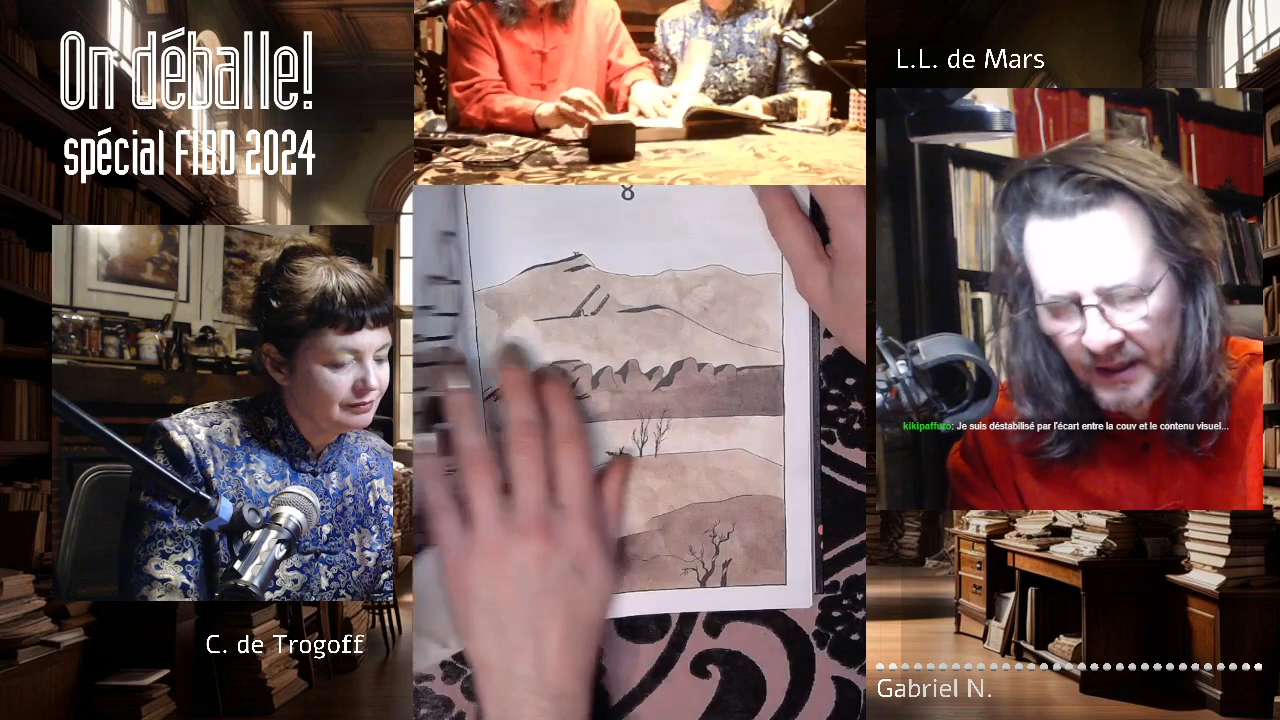 On déballe!
spécial FIBD 2024
8
L.L. de Mars
kikipaffuto: Je suis déstabilisé par l'écart entre la couv et le contenu visuel...
C. de Trogoff
Gabriel N.